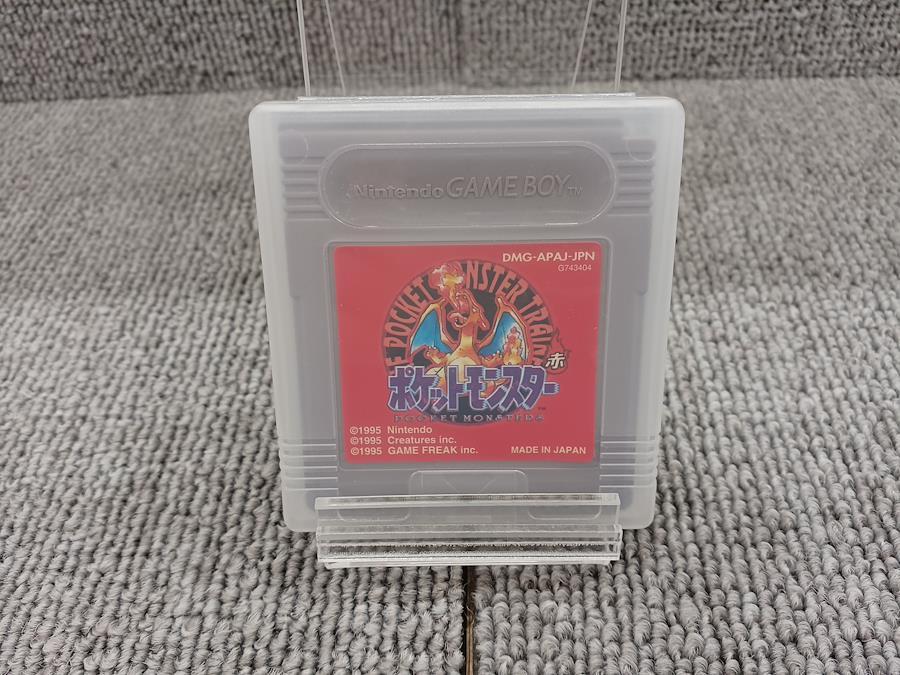 Nintendo GAME BOY TM
DMG-APAJ-JPN
G743404
POCKET MONSTER
赤
ポケットモンスター
POCKET MONSTERS
TM
©1995 Nintendo
©1995 Creatures inc.
©1995 GAME FREAK inc.
MADE IN JAPAN